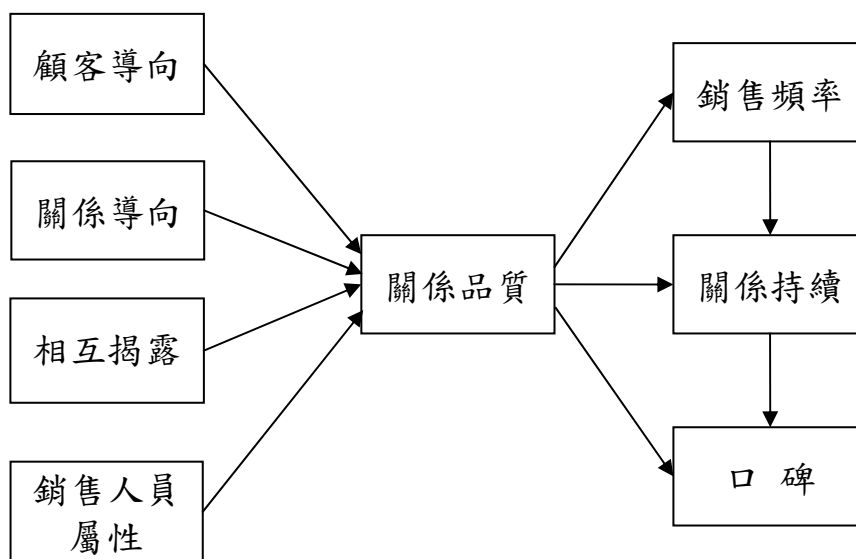 顧客導向
關係導向
相互揭露
銷售人員
屬性
關係品質
銷售頻率
關係持續
口 碑